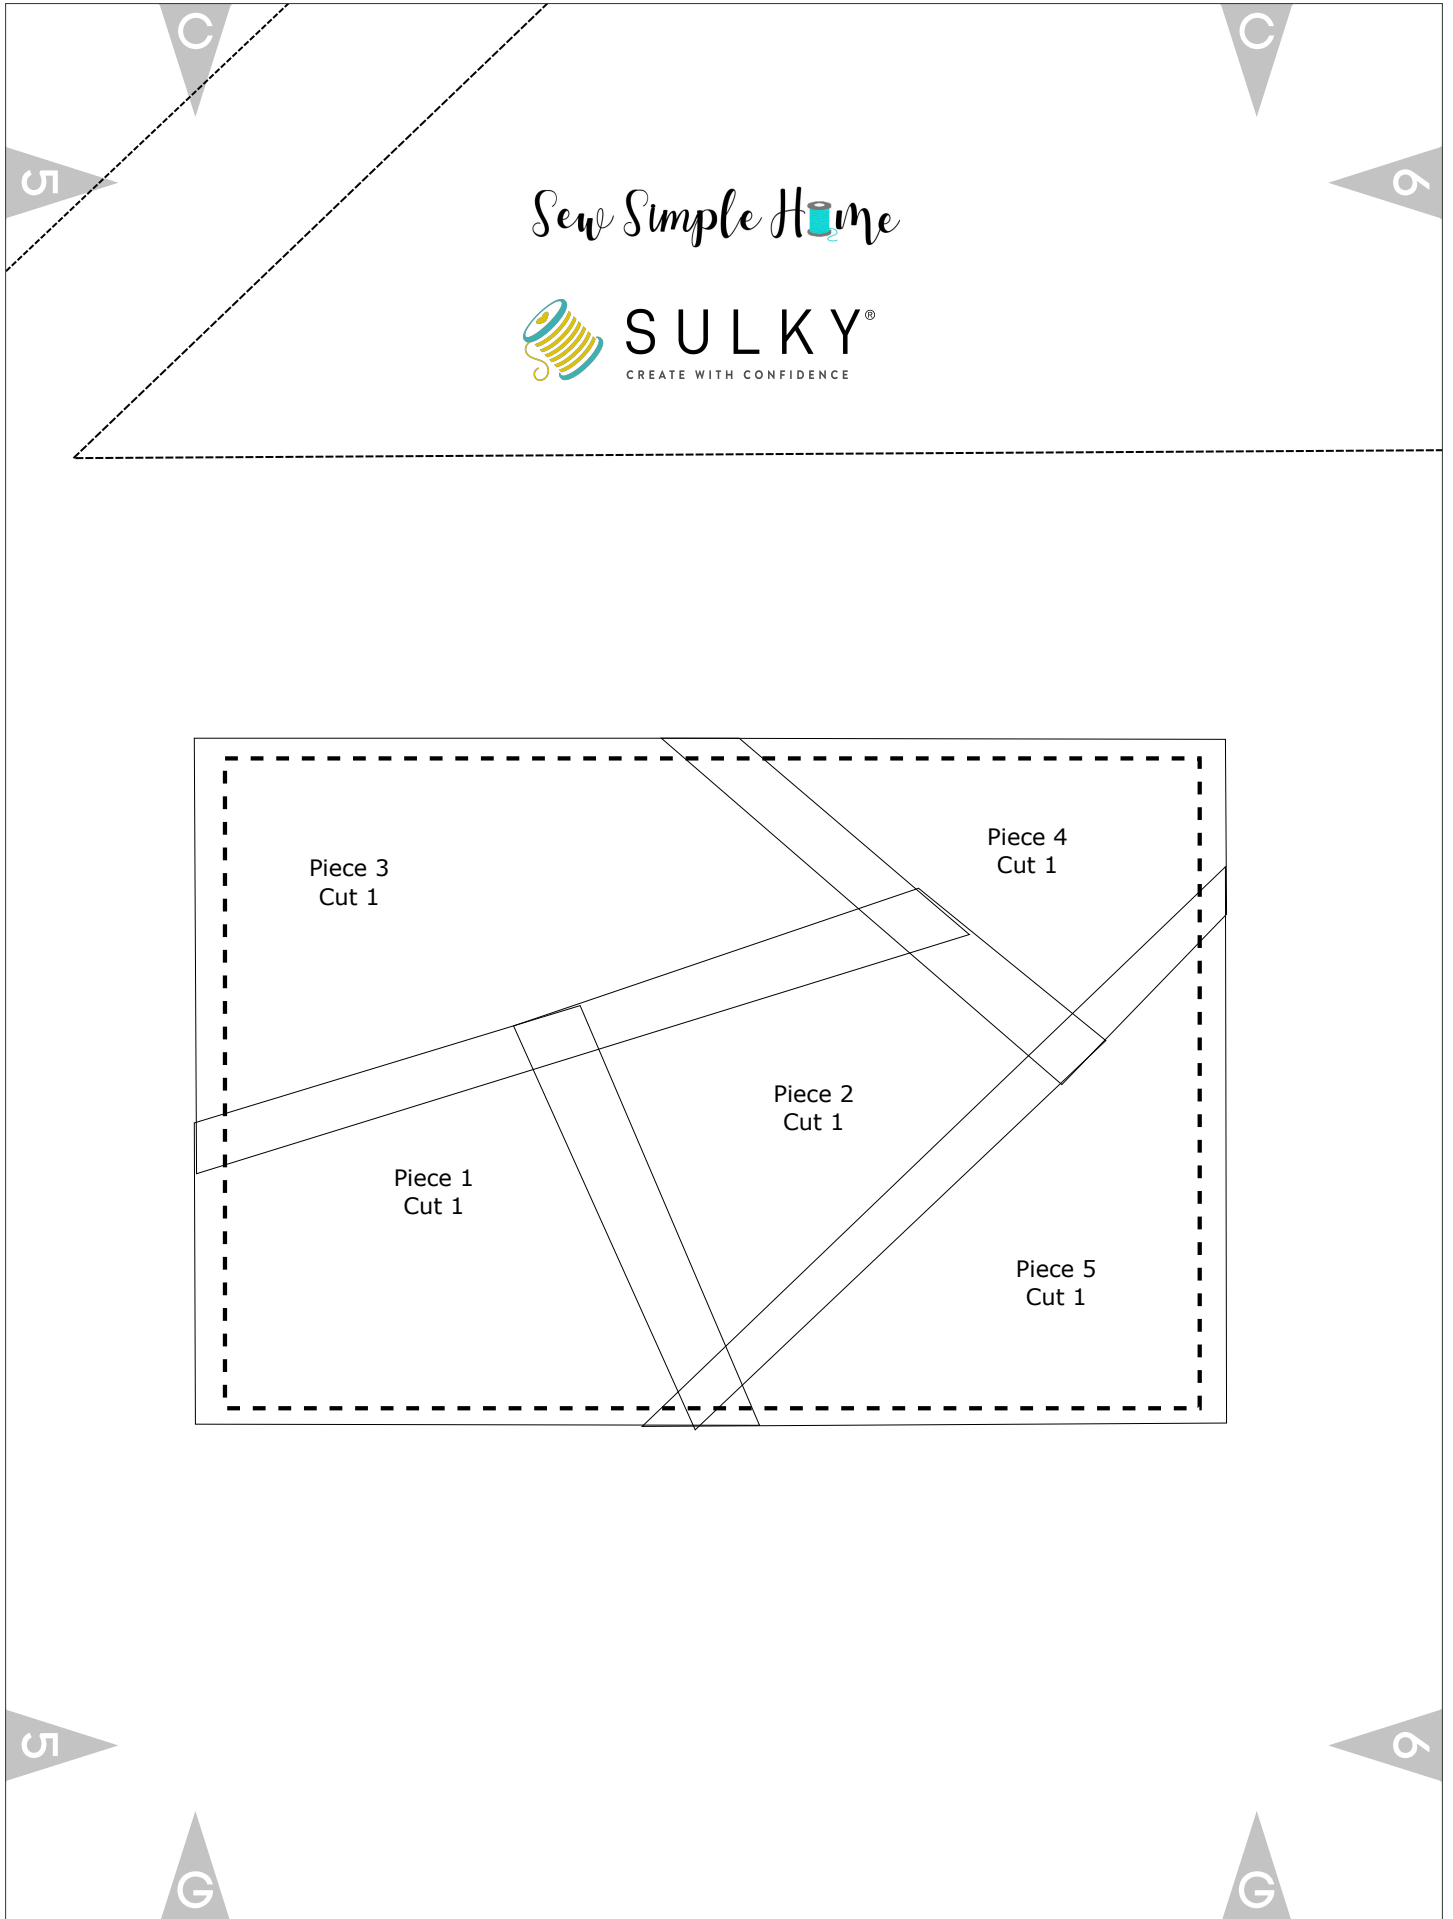 C C
5 6
Sew Simple Home
SULKY®
CREATE WITH CONFIDENCE
Piece 4
Cut 1
Piece 3
Cut 1
Piece 2
Cut 1
Piece 1
Cut 1
Piece 5
Cut 1
5 6
G G